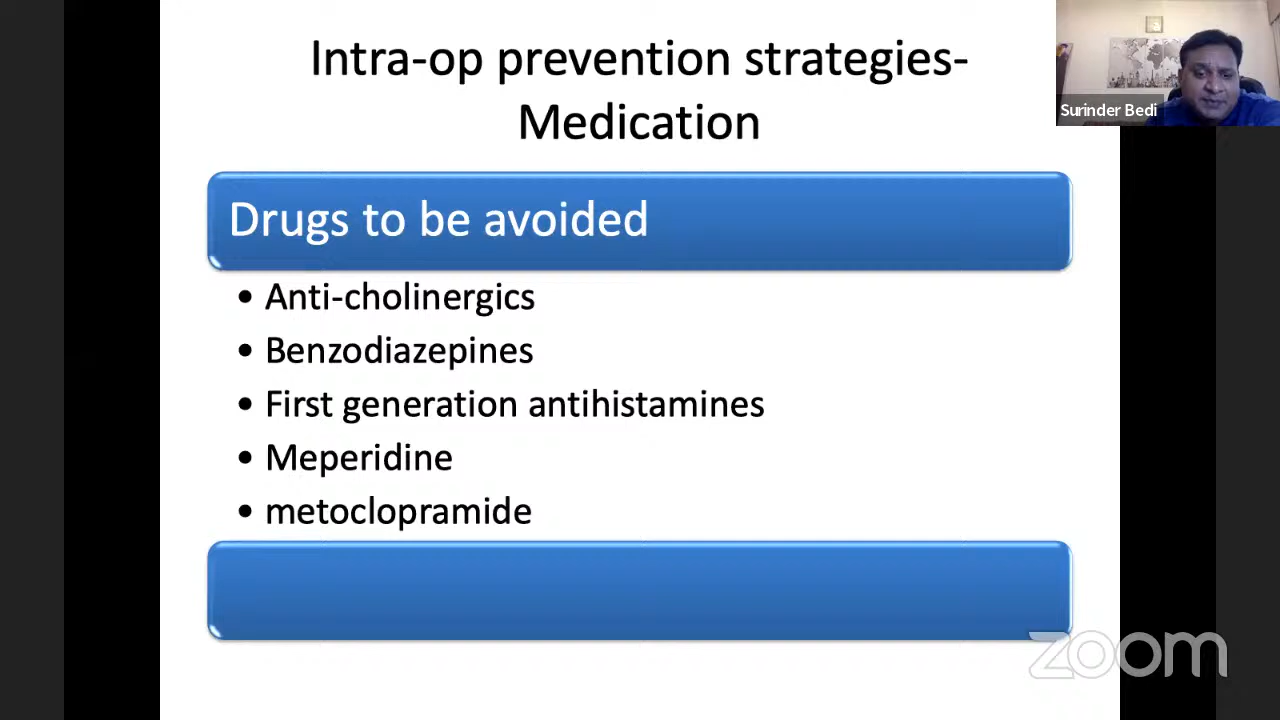 Intra-op prevention strategies-
Medication
Surinder Bedi
Drugs to be avoided
• Anti-cholinergics
• Benzodiazepines
• First generation antihistamines
• Meperidine
• metoclopramide
zoom